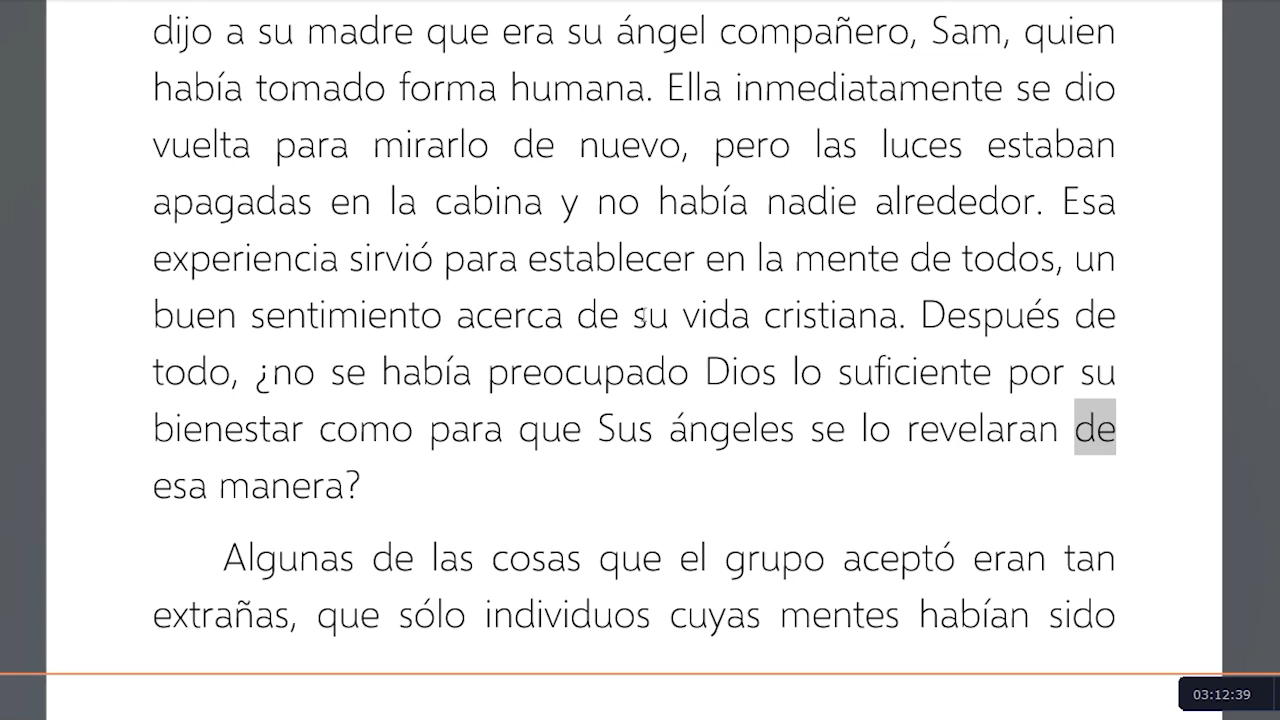 dijo a su madre que era su ángel compañero, Sam, quien
había tomado forma humana. Ella inmediatamente se dio
vuelta para mirarlo de nuevo, pero las luces estaban
apagadas en la cabina y no había nadie alrededor. Esa
experiencia sirvió para establecer en la mente de todos, un
buen sentimiento acerca de su vida cristiana. Después de
todo, ¿no se había preocupado Dios lo suficiente por su
bienestar como para que Sus ángeles se lo revelaran de
esa manera?
Algunas de las cosas que el grupo aceptó eran tan
extrañas, que sólo individuos cuyas mentes habían sido
03:12:39